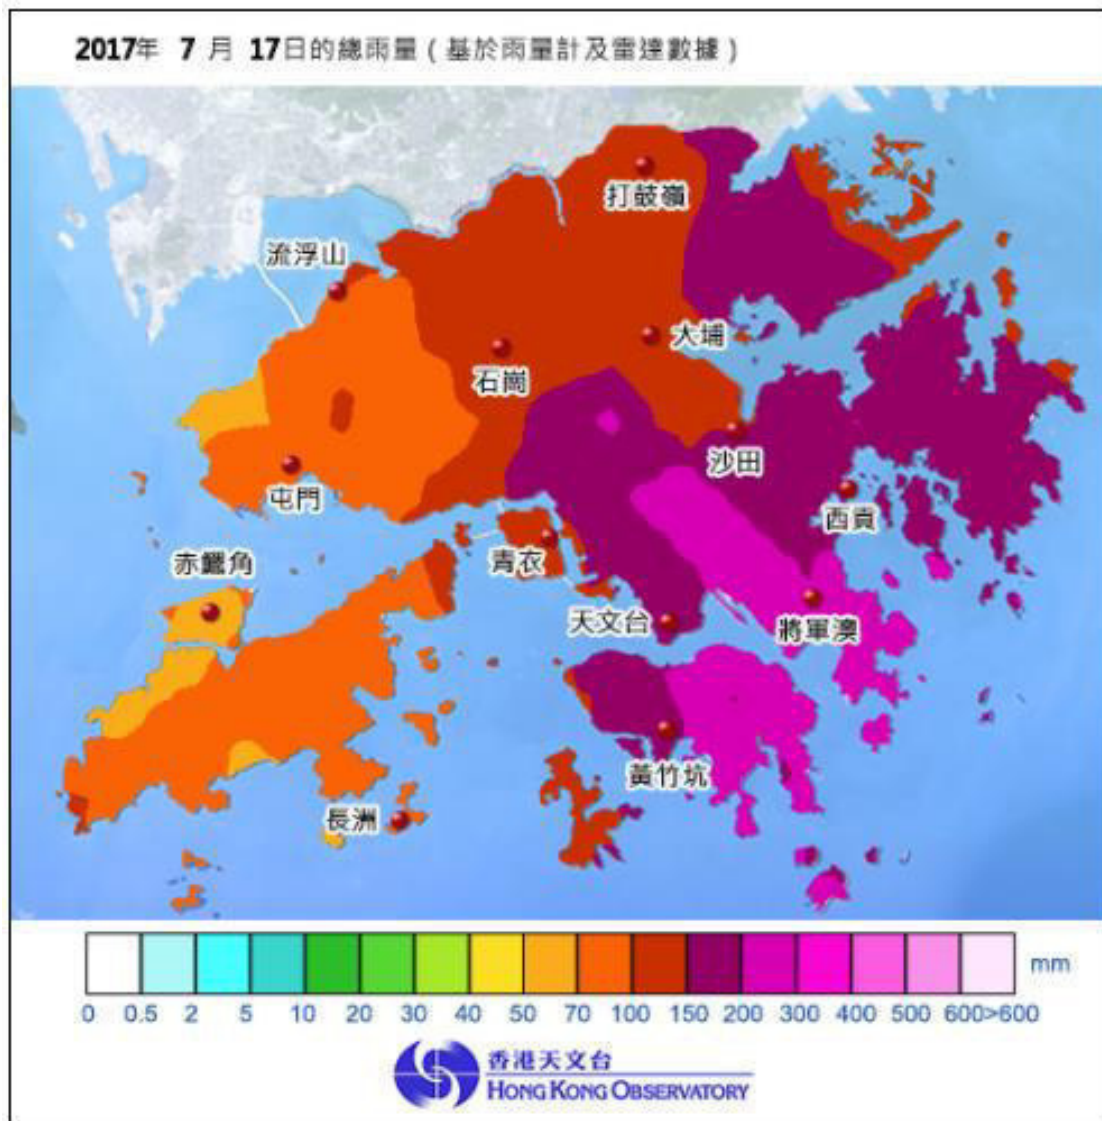 2017年 7 月 17日的總雨量 ( 基於雨量計及雷達數據 )
打鼓嶺
流浮山
大埔
石崗
沙田
屯門
西貢
青衣
赤鱲角
天文台
將軍澳
黃竹坑
長洲
mm
0 0.5 2 5 10 20 30 40 50 70 100 150 200 300 400 500 600>600
香港天文台
HONG KONG OBSERVATORY